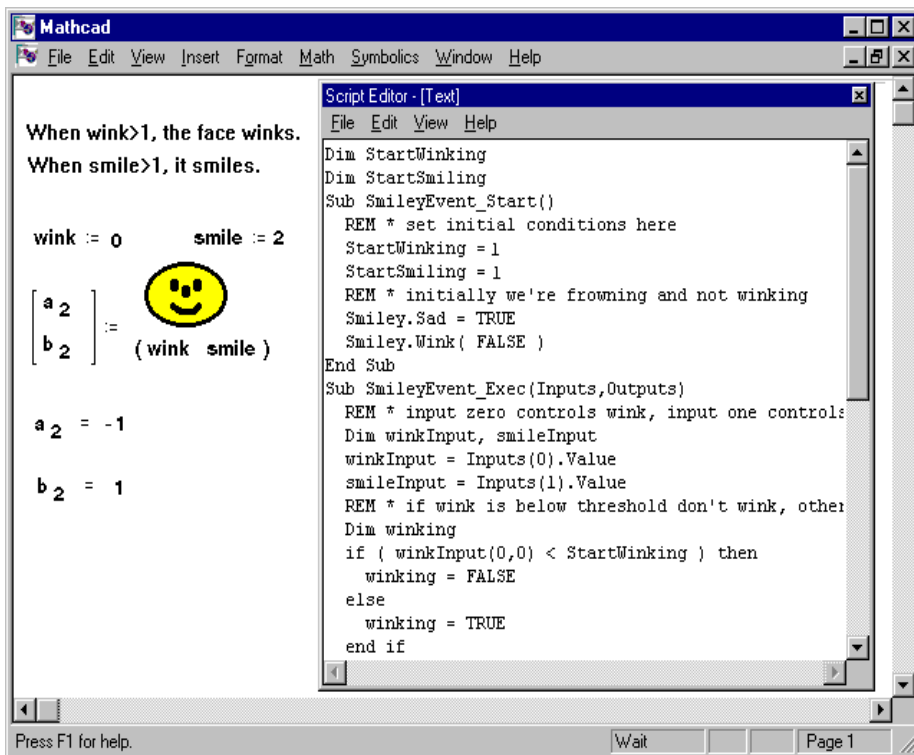 Mathcad
File Edit View Insert Format Math Symbolics Window Help
When wink>1, the face winks.
When smile>1, it smiles.
wink := 0 smile := 2
a 2
b 2
:=
( wink smile )
a 2 = -1
b 2 = 1
Script Editor - [Text]
File Edit View Help
Dim StartWinking
Dim StartSmiling
Sub SmileyEvent_Start()
REM * set initial conditions here
StartWinking = 1
StartSmiling = 1
REM * initially we're frowning and not winking
Smiley.Sad = TRUE
Smiley.Wink( FALSE )
End Sub
Sub SmileyEvent_Exec(Inputs,Outputs)
REM * input zero controls wink, input one controls
Dim winkInput, smileInput
winkInput = Inputs(0).Value
smileInput = Inputs(1).Value
REM * if wink is below threshold don't wink, other
Dim winking
if ( winkInput(0,0) < StartWinking ) then
winking = FALSE
else
winking = TRUE
end if
Press F1 for help. Wait Page 1